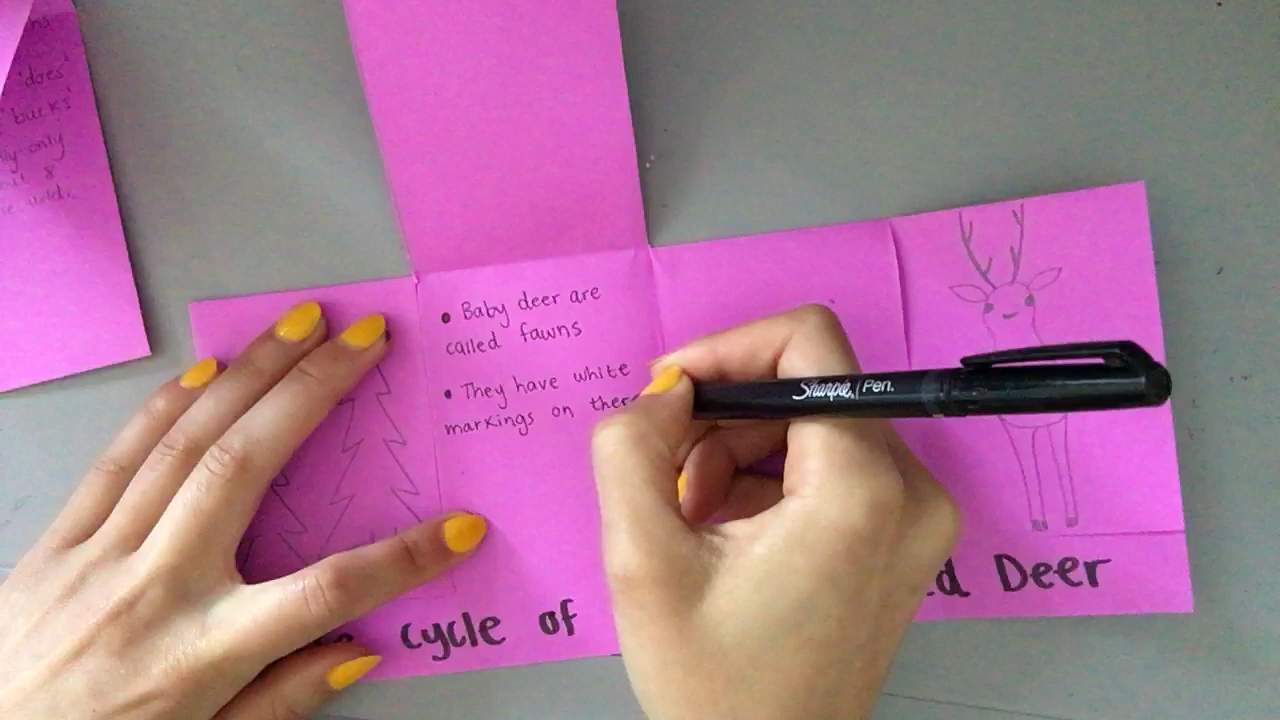 'does'
'bucks'
only
8
wild.
• Baby deer are
called fawns
• They have white
markings on there
Sharpie. Pen.
cycle of
Deer